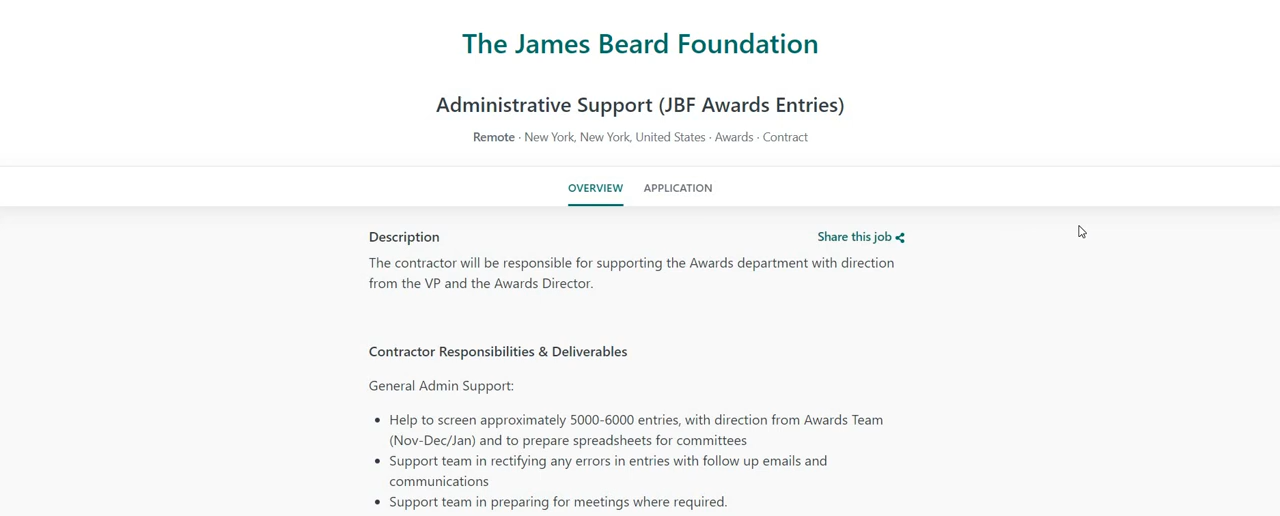 The James Beard Foundation
Administrative Support (JBF Awards Entries)
Remote · New York, New York, United States · Awards · Contract
OVERVIEW APPLICATION
Description Share this job
The contractor will be responsible for supporting the Awards department with direction
from the VP and the Awards Director.
Contractor Responsibilities & Deliverables
General Admin Support:
• Help to screen approximately 5000-6000 entries, with direction from Awards Team
(Nov-Dec/Jan) and to prepare spreadsheets for committees
• Support team in rectifying any errors in entries with follow up emails and
communications
• Support team in preparing for meetings where required.